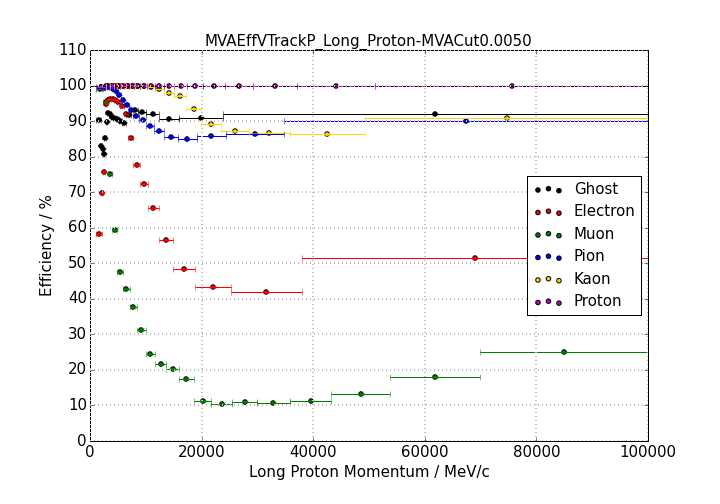 MVAEffVTrackP_Long_Proton-MVACut0.0050
110
100
90
80
70
60
50
40
30
20
10
0
Efficiency / %
Ghost
Electron
Muon
Pion
Kaon
Proton
0 20000 40000 60000 80000 100000
Long Proton Momentum / MeV/c